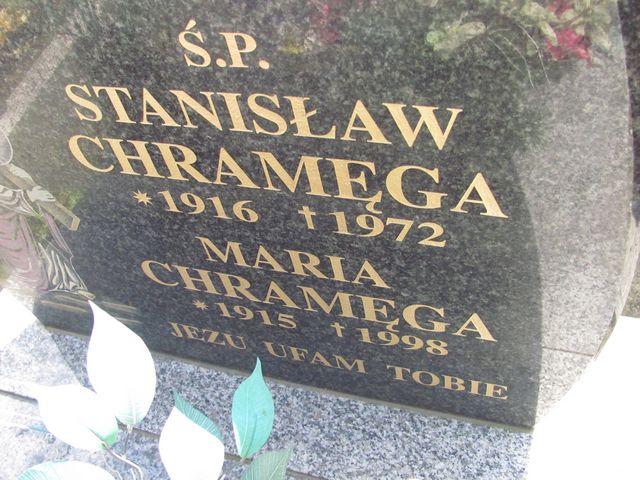 Ś.P.
STANISŁAW
CHRAMĘGA
*1916 †1972
MARIA
CHRAMĘGA
*1915 †1998
JEZU UFAM TOBIE